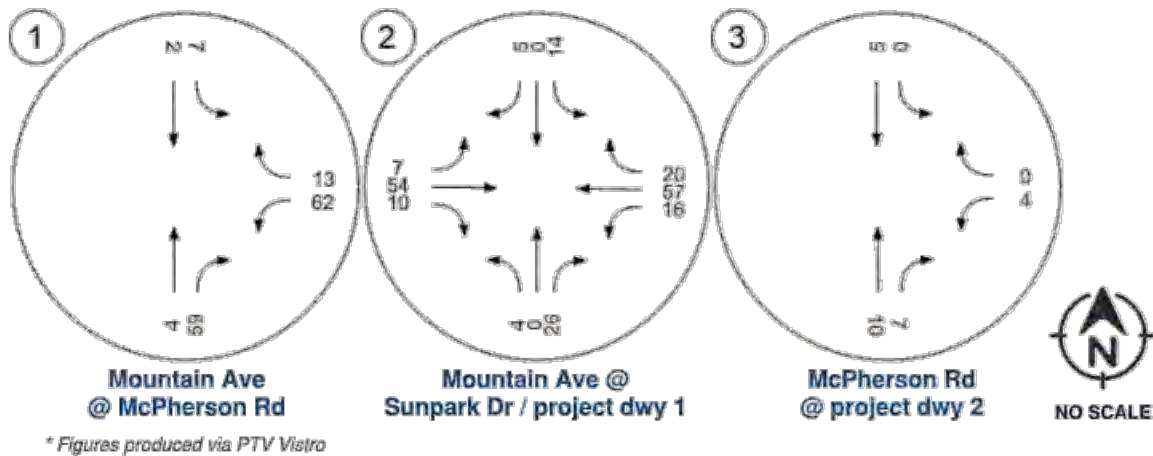 1
2 7
13
62
4 59
Mountain Ave
@ McPherson Rd
2
5 0 14
7
54
10
20
57
16
4 0 26
Mountain Ave @
Sunpark Dr / project dwy 1
3
5 0
0
4
10 7
McPherson Rd
@ project dwy 2
N
NO SCALE
* Figures produced via PTV Vistro